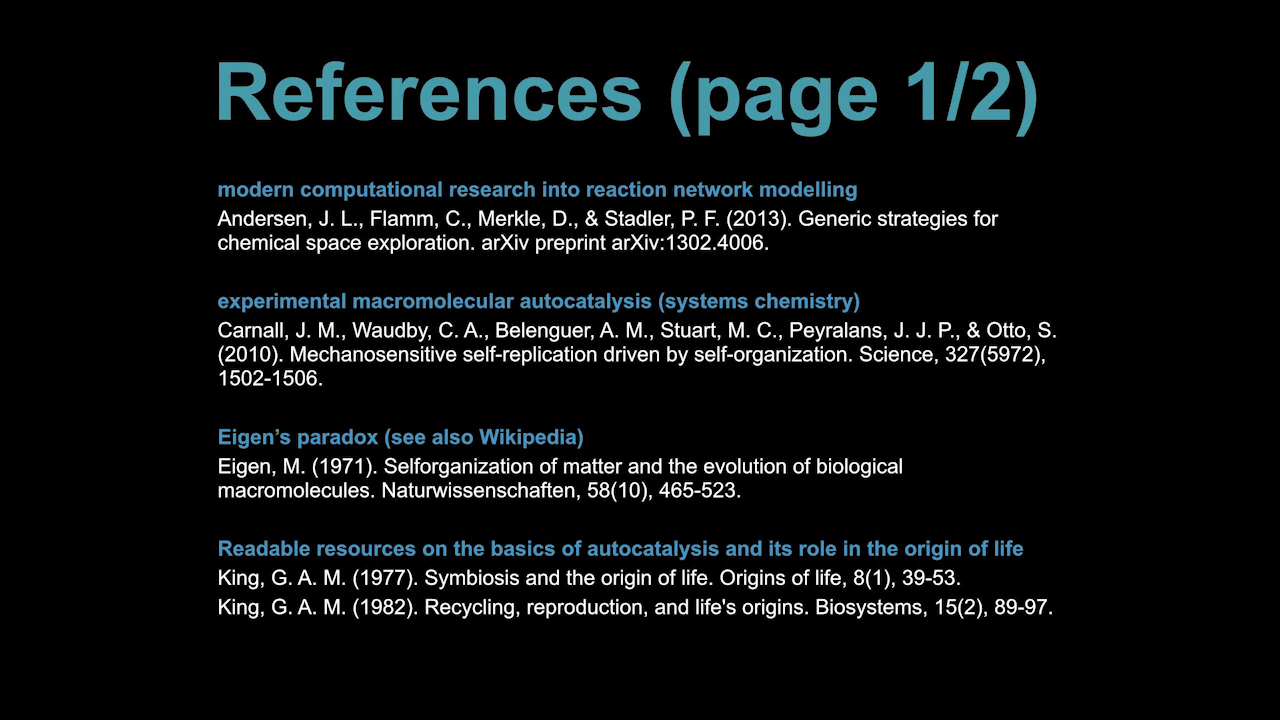 References (page 1/2)
modern computational research into reaction network modelling
Andersen, J. L., Flamm, C., Merkle, D., & Stadler, P. F. (2013). Generic strategies for
chemical space exploration. arXiv preprint arXiv:1302.4006.
experimental macromolecular autocatalysis (systems chemistry)
Carnall, J. M., Waudby, C. A., Belenguer, A. M., Stuart, M. C., Peyralans, J. J. P., & Otto, S.
(2010). Mechanosensitive self-replication driven by self-organization. Science, 327(5972),
1502-1506.
Eigen’s paradox (see also Wikipedia)
Eigen, M. (1971). Selforganization of matter and the evolution of biological
macromolecules. Naturwissenschaften, 58(10), 465-523.
Readable resources on the basics of autocatalysis and its role in the origin of life
King, G. A. M. (1977). Symbiosis and the origin of life. Origins of life, 8(1), 39-53.
King, G. A. M. (1982). Recycling, reproduction, and life's origins. Biosystems, 15(2), 89-97.